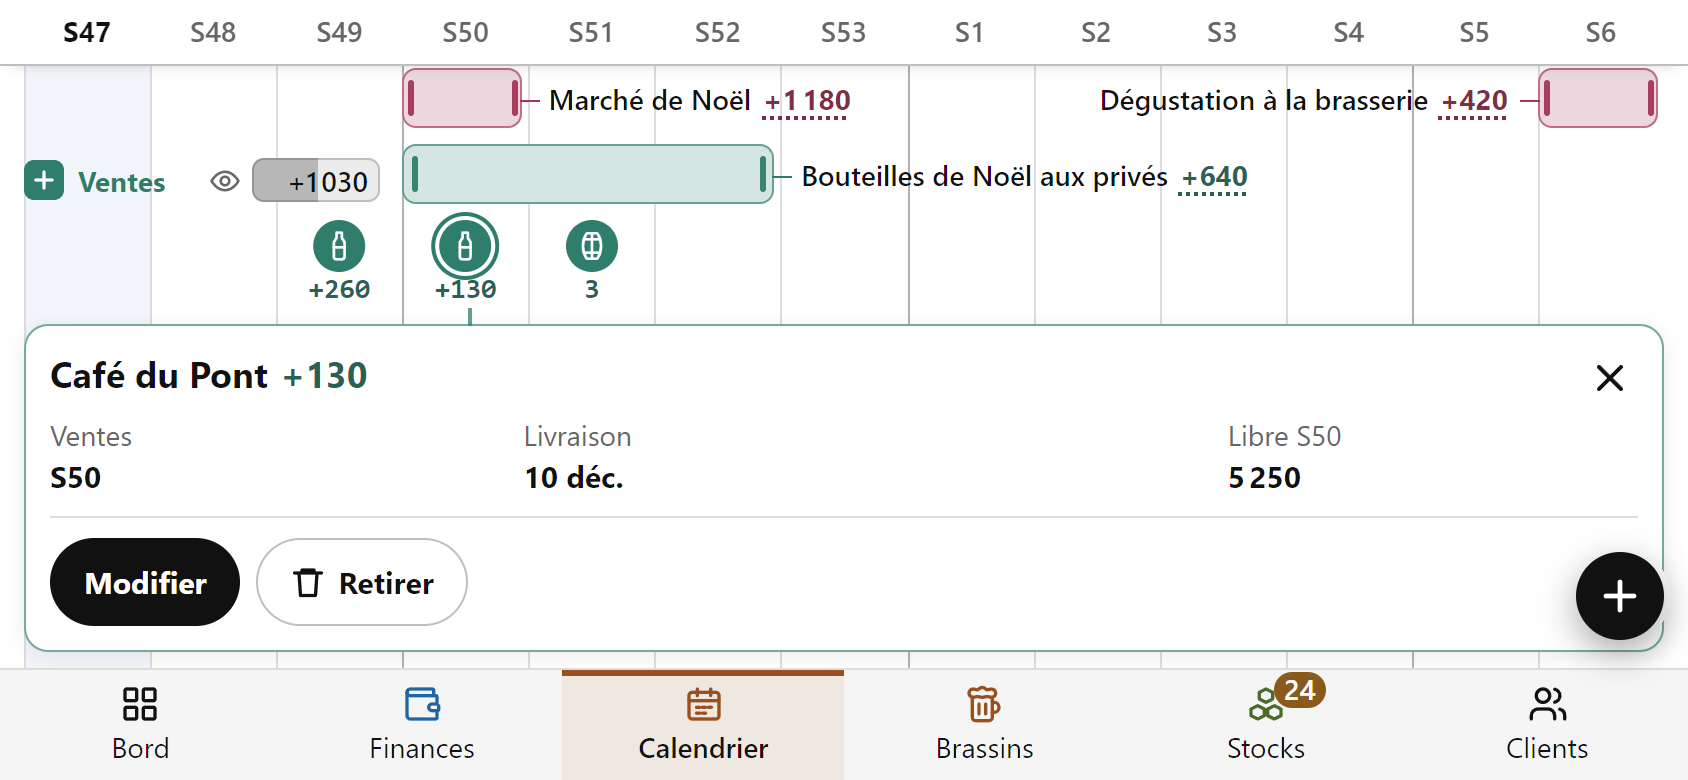 S47 S48 S49 S50 S51 S52 S53 S1 S2 S3 S4 S5 S6
Marché de Noël +1 180 Dégustation à la brasserie +420
Ventes +1 030 Bouteilles de Noël aux privés +640
+260 +130 3
Café du Pont +130
Ventes Livraison Libre S50
S50 10 déc. 5 250
Modifier Retirer
24
Bord Finances Calendrier Brassins Stocks Clients